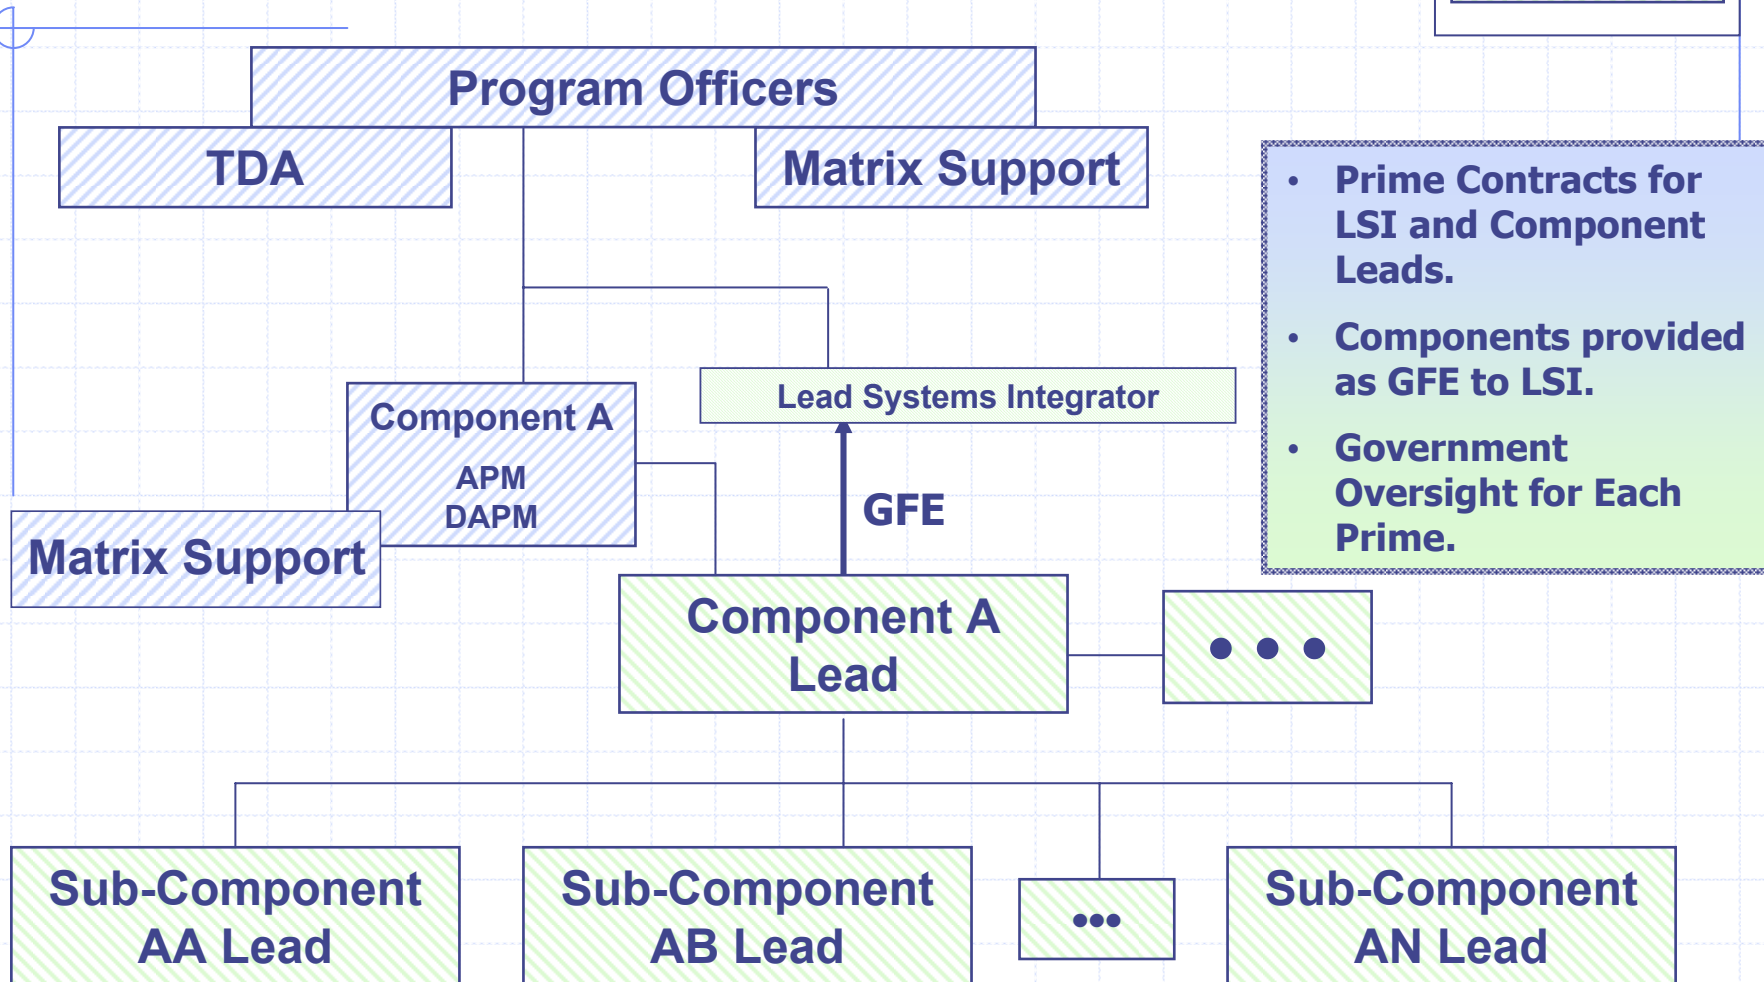 Program Officers
TDA
Matrix Support
• Prime Contracts for
LSI and Component
Leads.
• Components provided
as GFE to LSI.
• Government
Oversight for Each
Prime.
Component A
APM
DAPM
Lead Systems Integrator
GFE
Matrix Support
Component A
Lead
• • •
Sub-Component
AA Lead
Sub-Component
AB Lead
•••
Sub-Component
AN Lead